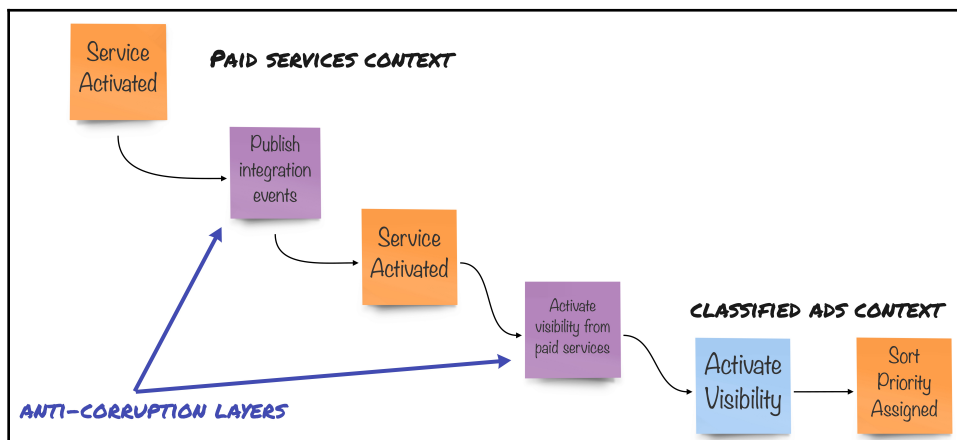 Service
Activated
PAID SERVICES CONTEXT
Publish
integration
events
Service
Activated
Activate
visibility from
paid services
CLASSIFIED ADS CONTEXT
Activate
Visibility
Sort
Priority
Assigned
ANTI-CORRUPTION LAYERS